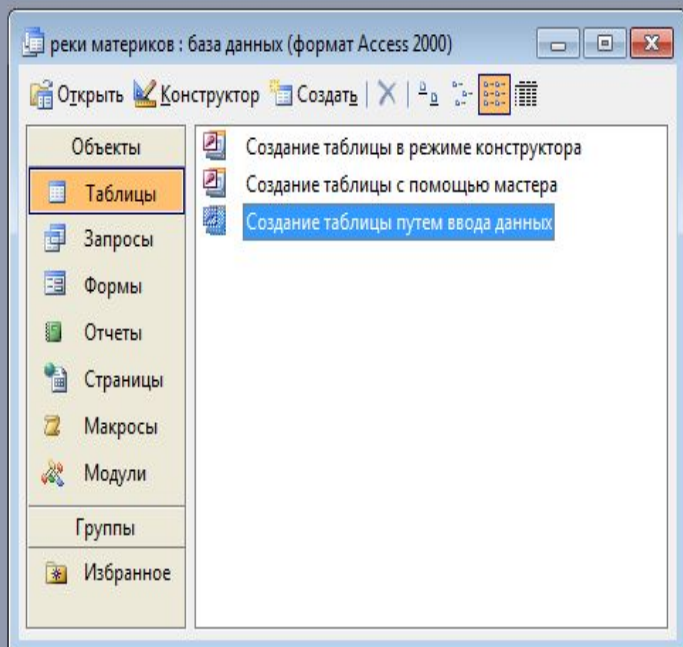 реки материков : база данных (формат Access 2000)
Открыть Конструктор Создать
Объекты
Таблицы
Запросы
Формы
Отчеты
Страницы
Макросы
Модули
Группы
Избранное
Создание таблицы в режиме конструктора
Создание таблицы с помощью мастера
Создание таблицы путем ввода данных